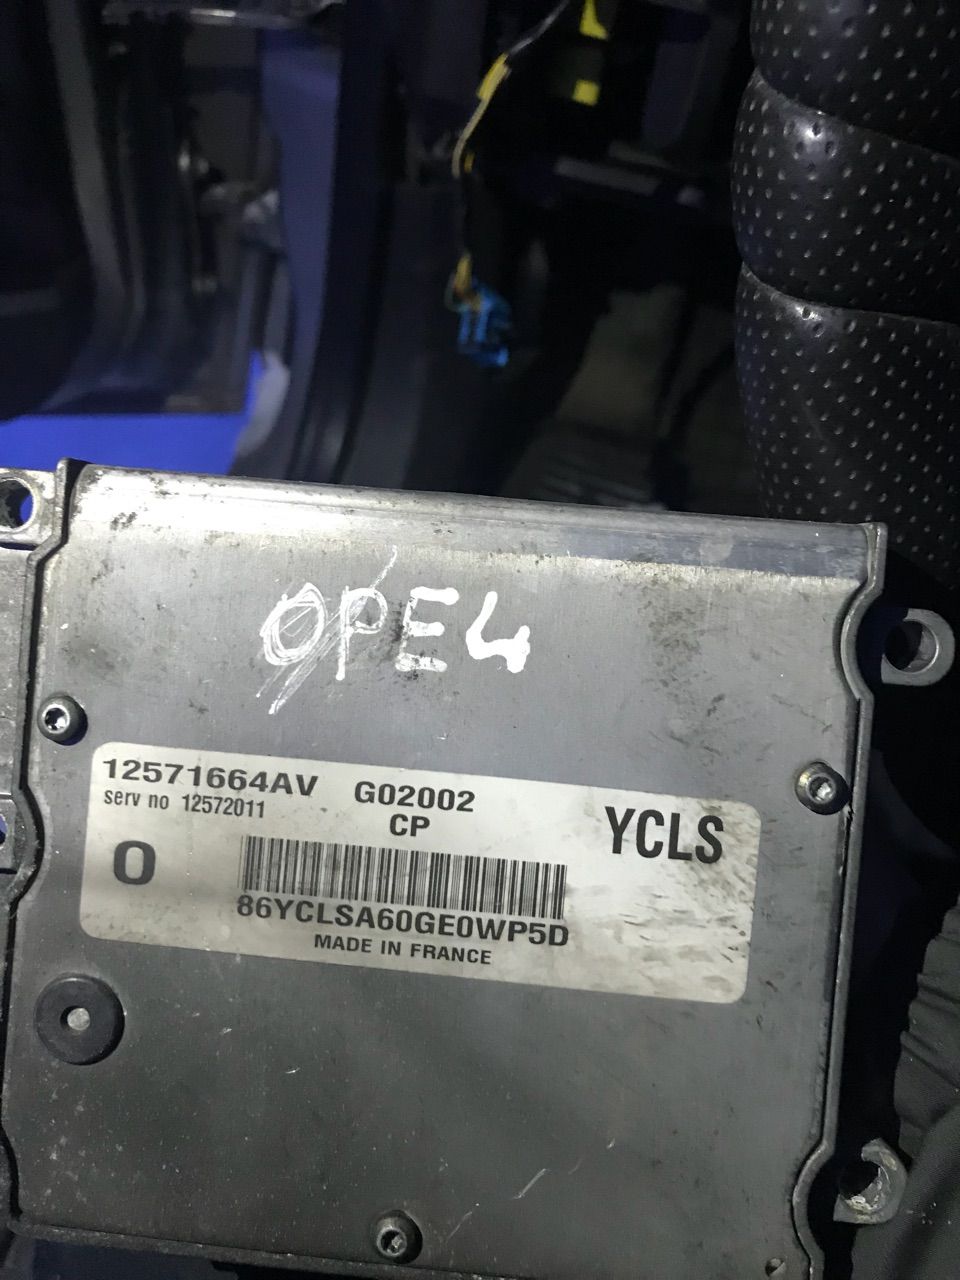 OPE4
12571664AV G02002
serv no 12572011 CP
YCLS
O
86YCLSA60GE0WP5D
MADE IN FRANCE